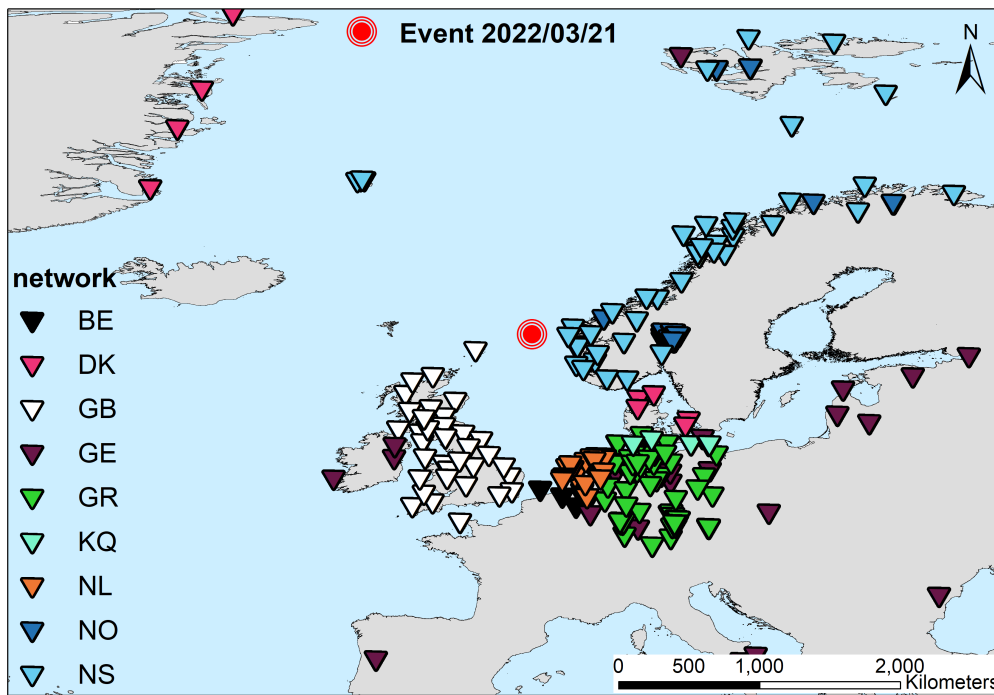 Event 2022/03/21
N
network
BE
DK
GB
GE
GR
KQ
NL
NO
NS
0 500 1,000 2,000
Kilometers